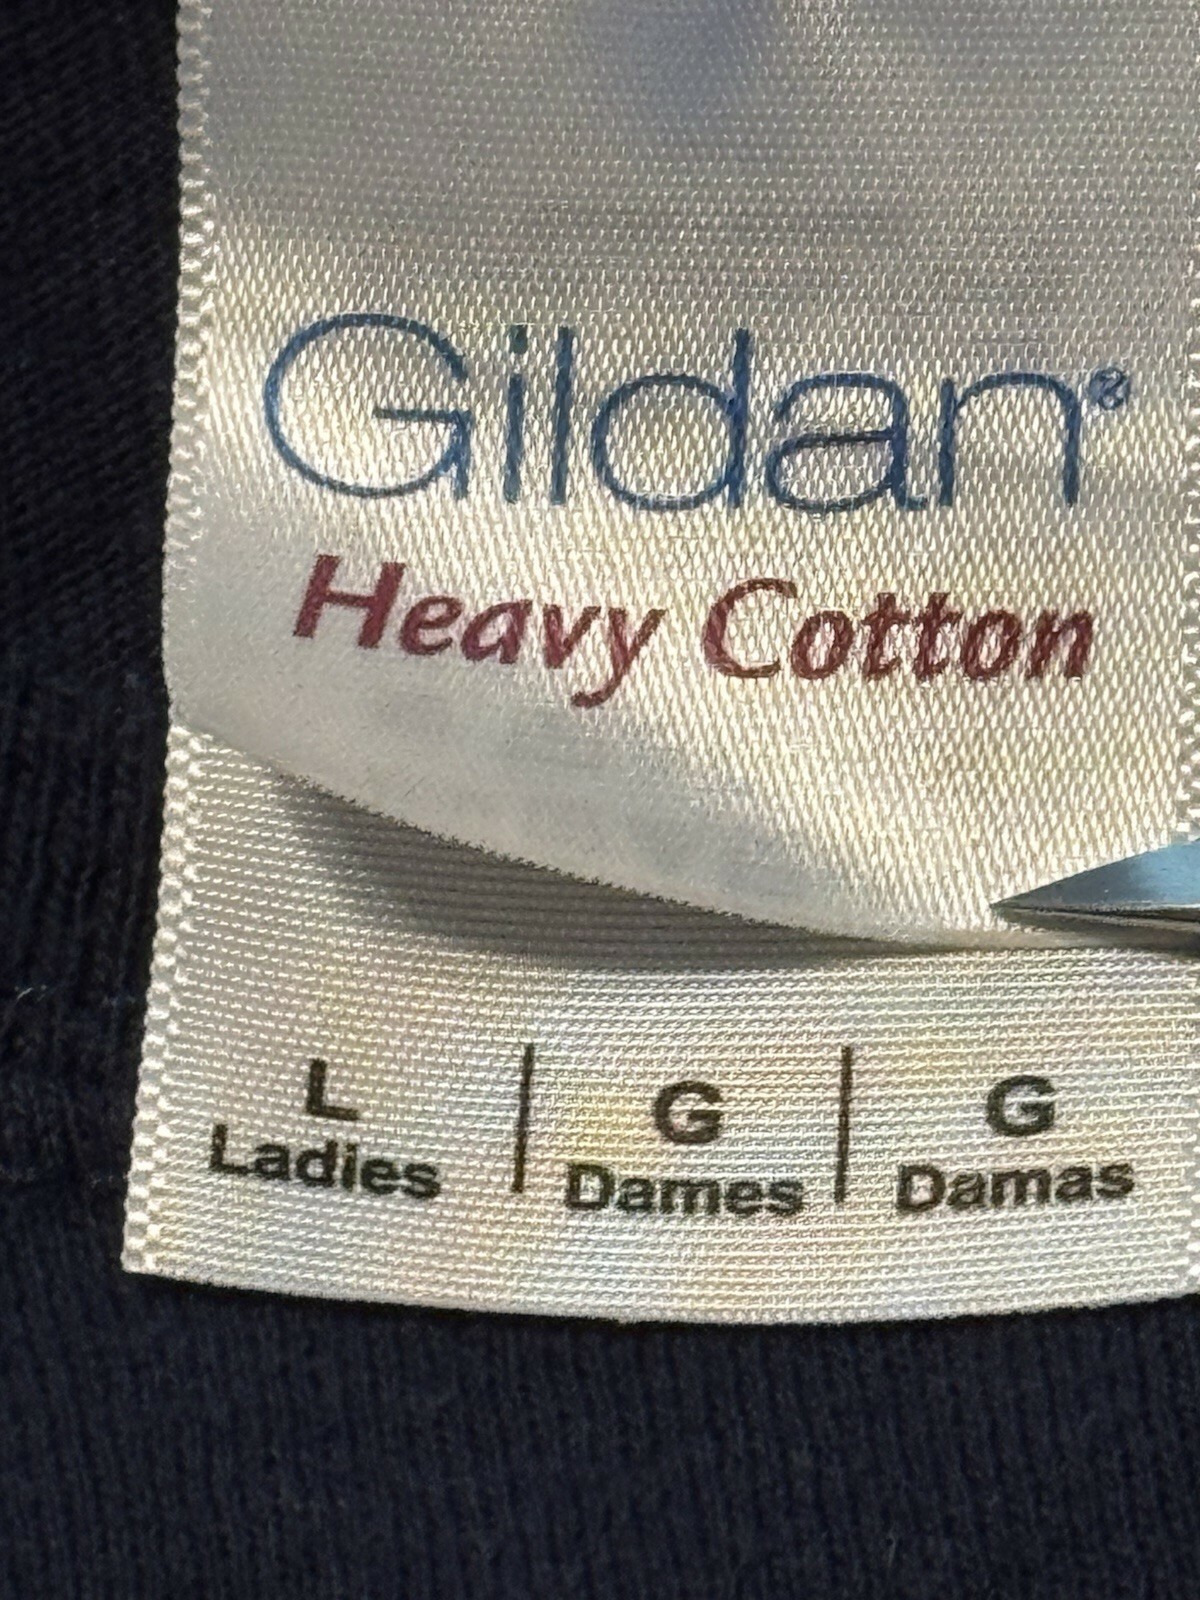 Gildan®
Heavy Cotton
L | G | G
Ladies | Dames | Damas